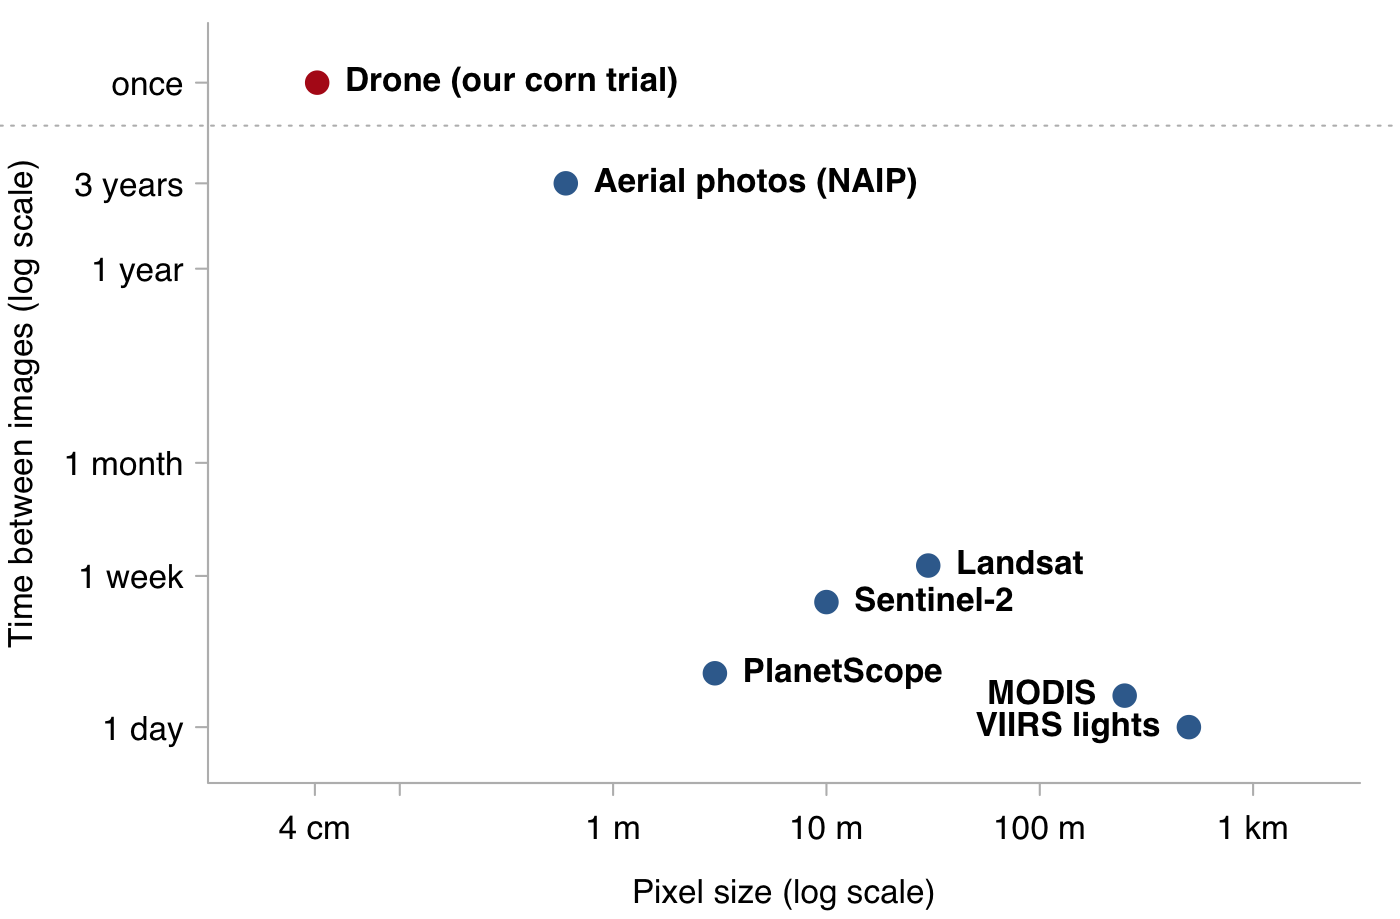 once
Drone (our corn trial)
3 years
Aerial photos (NAIP)
1 year
Time between images (log scale)
1 month
1 week
Landsat
Sentinel-2
PlanetScope
MODIS
VIIRS lights
1 day
4 cm
1 m
10 m
100 m
1 km
Pixel size (log scale)